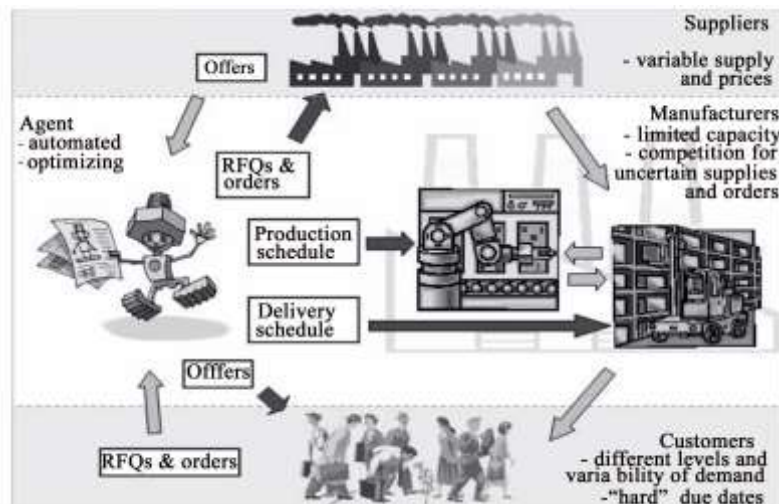 Suppliers
- variable supply
and prices
Offers
Agent
- automated
- optimizing
RFQs &
orders
Manufacturers
- limited capacity
- competition for
uncertain supplies
and orders
Production
schedule
Delivery
schedule
Offfers
RFQs & orders
Customers
- different levels and
varia bility of demand
-“hard” due dates